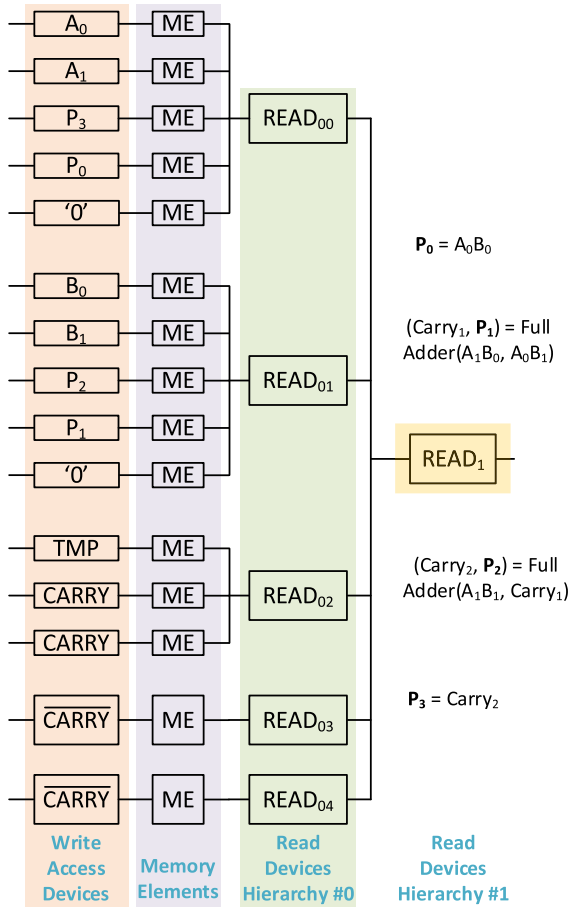 A₀ ME
A₁ ME
P₃ ME READ₀₀
P₀ ME
‘0’ ME
P₀ = A₀B₀
B₀ ME
B₁ ME
(Carry₁, P₁) = Full
Adder(A₁B₀, A₀B₁)
P₂ ME READ₀₁
P₁ ME
READ₁
‘0’ ME
TMP ME
(Carry₂, P₂) = Full
Adder(A₁B₁, Carry₁)
CARRY ME READ₀₂
CARRY ME
P₃ = Carry₂
C̅A̅R̅R̅Y̅ ME READ₀₃
C̅A̅R̅R̅Y̅ ME READ₀₄
Write
Access
Devices
Memory
Elements
Read
Devices
Hierarchy #0
Read
Devices
Hierarchy #1